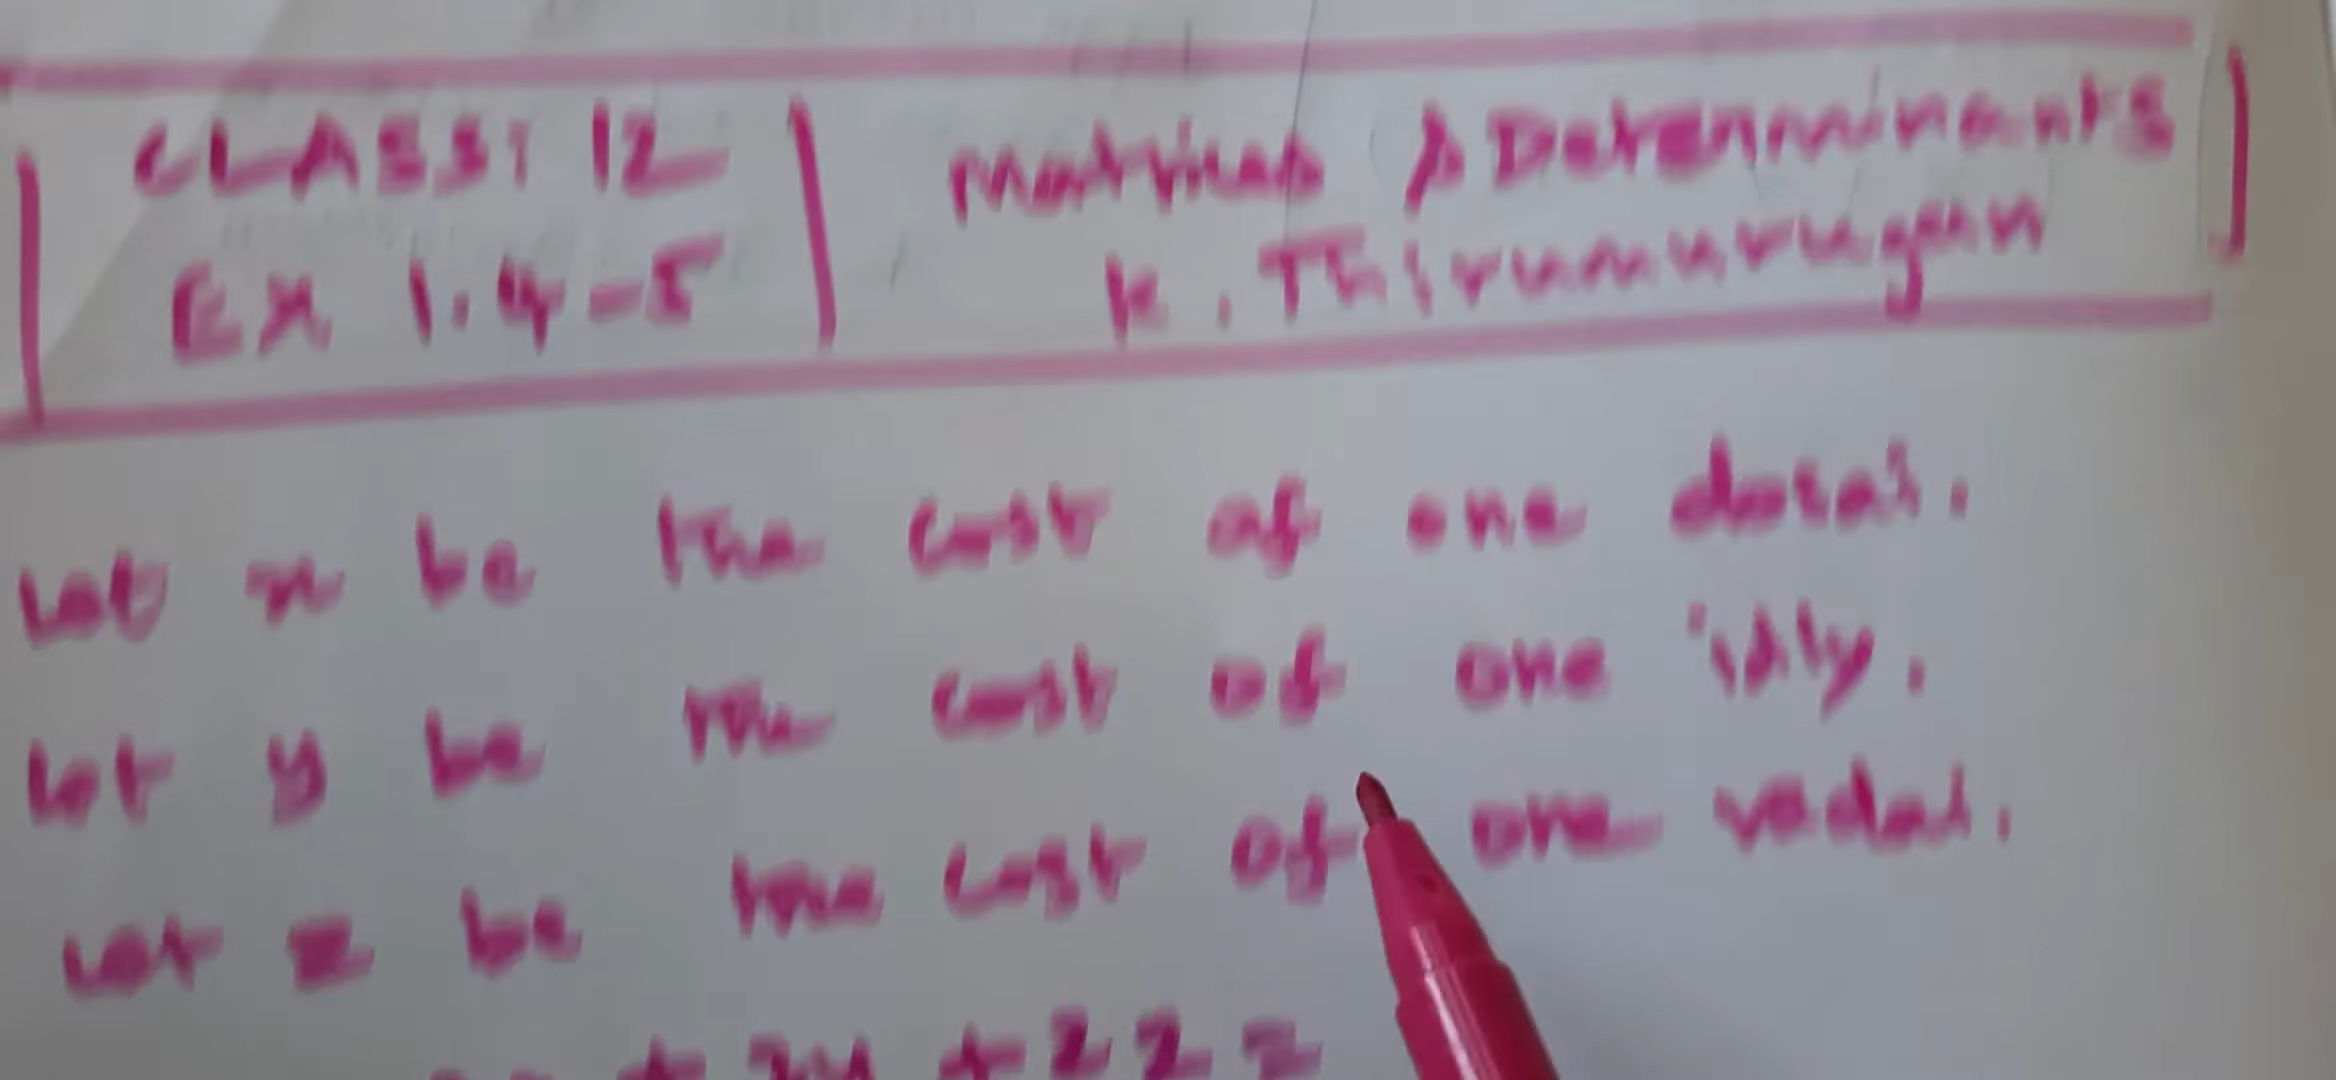 CLASS: 12
Ex 1.4-5
Matrices & Determinants
K. Thirumurugan
Let x be the cost of one dosai.
Let y be the cost of one idly.
Let z be the cost of one vadai.